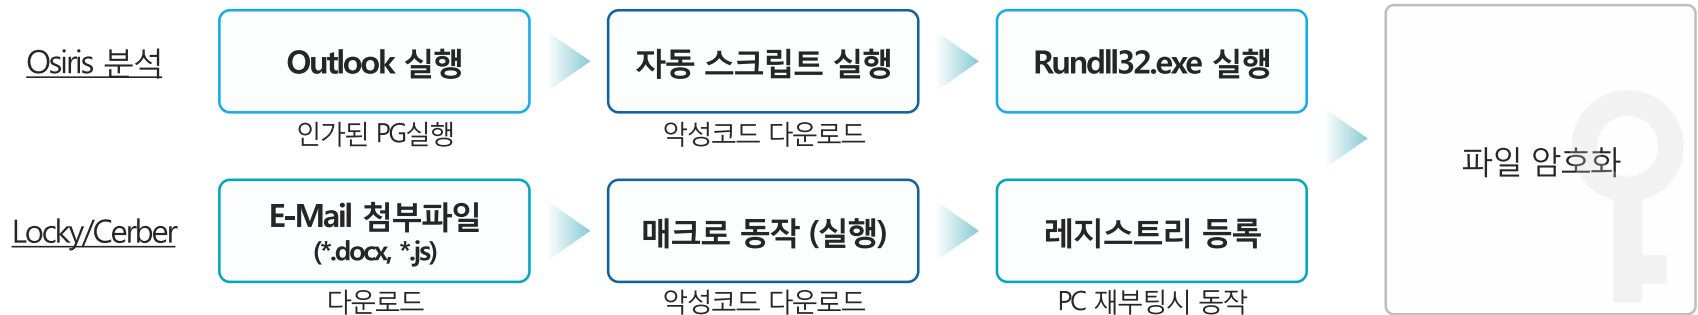 Osiris 분석
Outlook 실행
인가된 PG실행
자동 스크립트 실행
악성코드 다운로드
Rundll32.exe 실행
Locky/Cerber
E-Mail 첨부파일
(*.docx, *.js)
다운로드
매크로 동작 (실행)
악성코드 다운로드
레지스트리 등록
PC 재부팅시 동작
파일 암호화